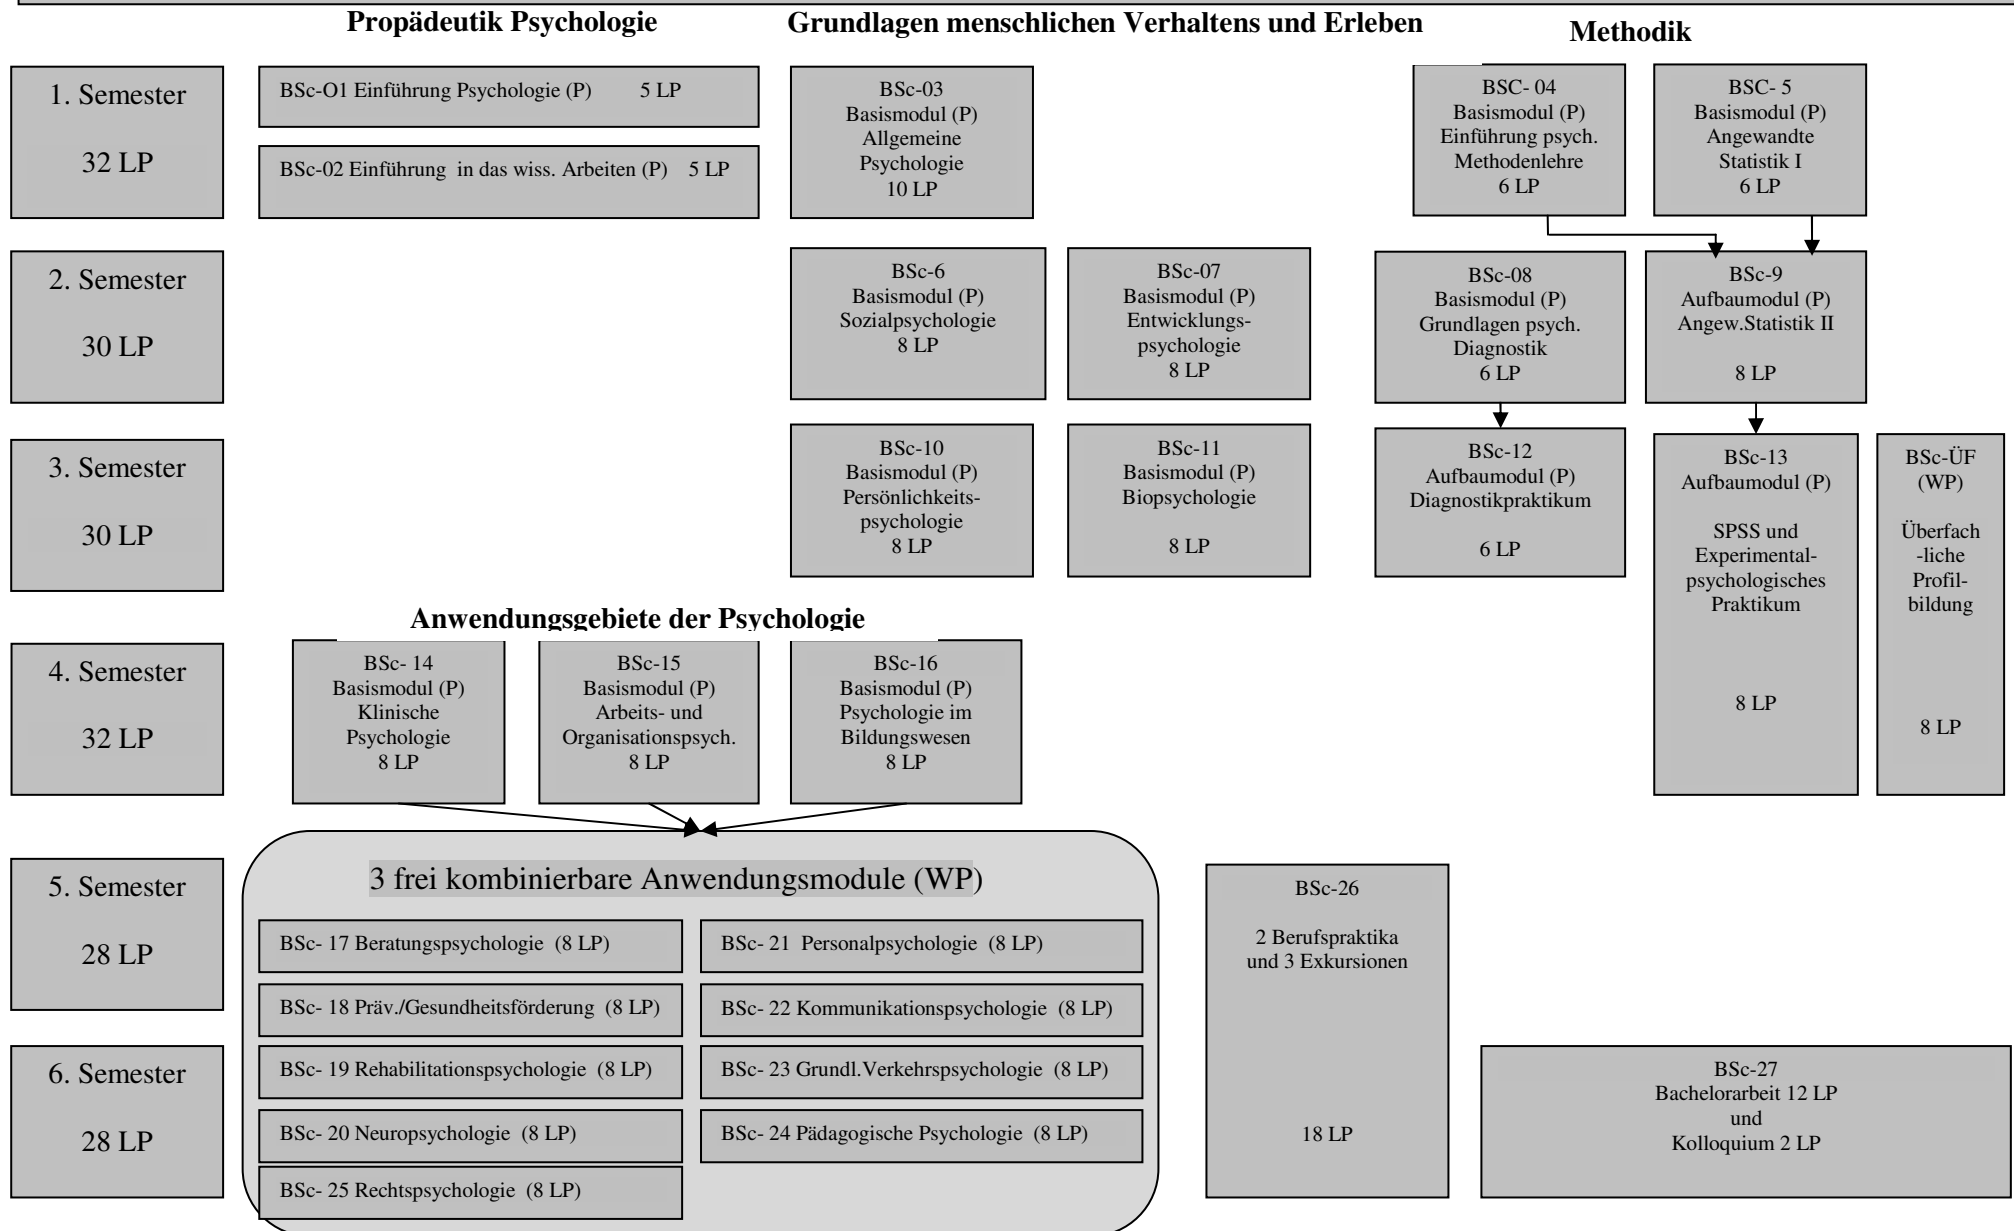 Propädeutik Psychologie
Grundlagen menschlichen Verhaltens und Erleben
Methodik
1. Semester
32 LP
BSc-O1 Einführung Psychologie (P) 5 LP
BSc-02 Einführung in das wiss. Arbeiten (P) 5 LP
BSc-03
Basismodul (P)
Allgemeine
Psychologie
10 LP
BSC- 04
Basismodul (P)
Einführung psych.
Methodenlehre
6 LP
BSC- 5
Basismodul (P)
Angewandte
Statistik I
6 LP
2. Semester
30 LP
BSc-6
Basismodul (P)
Sozialpsychologie
8 LP
BSc-07
Basismodul (P)
Entwicklungs-
psychologie
8 LP
BSc-08
Basismodul (P)
Grundlagen psych.
Diagnostik
6 LP
BSc-9
Aufbaumodul (P)
Angew.Statistik II
8 LP
3. Semester
30 LP
BSc-10
Basismodul (P)
Persönlichkeits-
psychologie
8 LP
BSc-11
Basismodul (P)
Biopsychologie
8 LP
BSc-12
Aufbaumodul (P)
Diagnostikpraktikum
6 LP
BSc-13
Aufbaumodul (P)
SPSS und
Experimental-
psychologisches
Praktikum
8 LP
BSc-ÜF
(WP)
Überfach
-liche
Profil-
bildung
8 LP
Anwendungsgebiete der Psychologie
4. Semester
32 LP
BSc- 14
Basismodul (P)
Klinische
Psychologie
8 LP
BSc-15
Basismodul (P)
Arbeits- und
Organisationspsych.
8 LP
BSc-16
Basismodul (P)
Psychologie im
Bildungswesen
8 LP
5. Semester
28 LP
3 frei kombinierbare Anwendungsmodule (WP)
BSc- 17 Beratungspsychologie (8 LP)
BSc- 21 Personalpsychologie (8 LP)
BSc- 18 Präv./Gesundheitsförderung (8 LP)
BSc- 22 Kommunikationspsychologie (8 LP)
BSc- 19 Rehabilitationspsychologie (8 LP)
BSc- 23 Grundl.Verkehrspsychologie (8 LP)
BSc- 20 Neuropsychologie (8 LP)
BSc- 24 Pädagogische Psychologie (8 LP)
BSc- 25 Rechtspsychologie (8 LP)
BSc-26
2 Berufspraktika
und 3 Exkursionen
18 LP
6. Semester
28 LP
BSc-27
Bachelorarbeit 12 LP
und
Kolloquium 2 LP